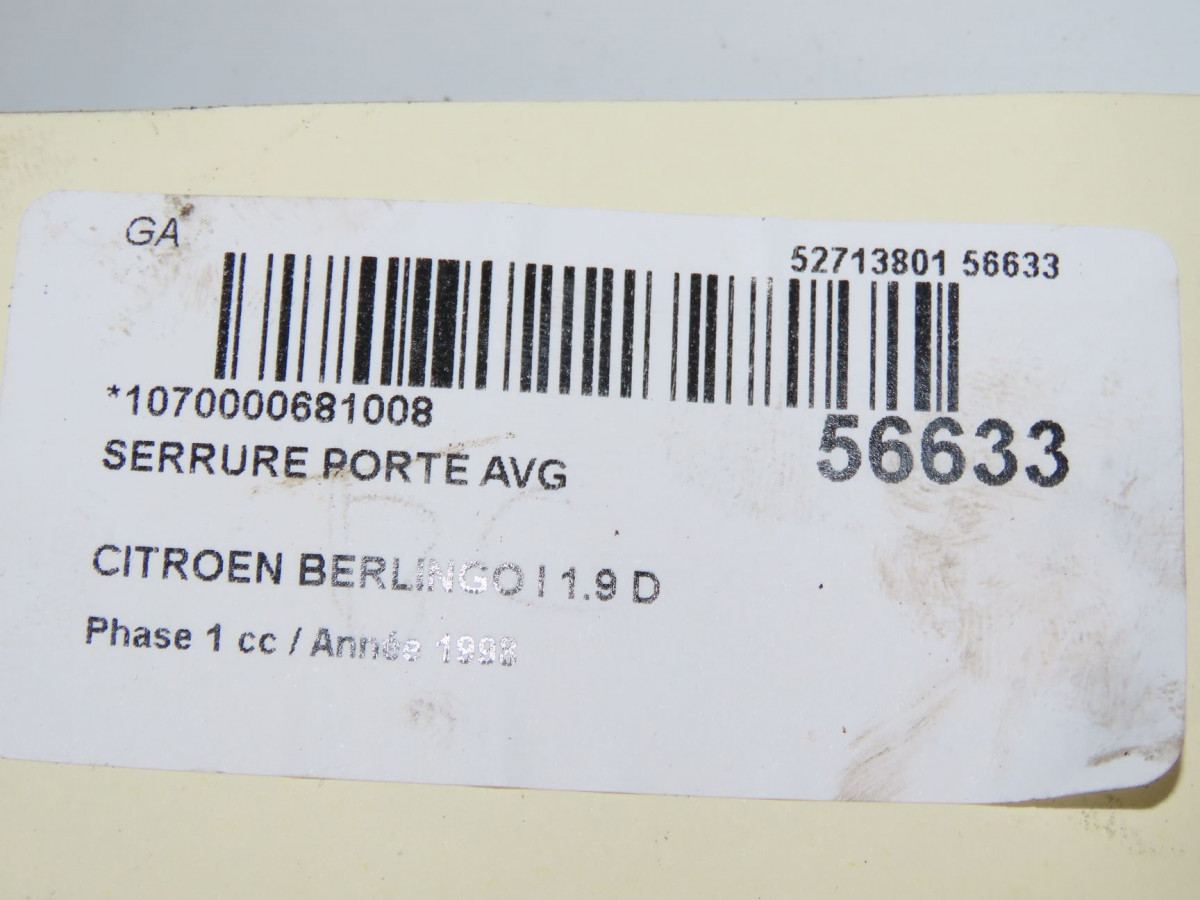 GA
52713801 56633
*1070000681008
56633
SERRURE PORTE AVG
CITROEN BERLINGO I 1.9 D
Phase 1 cc / Année 1998